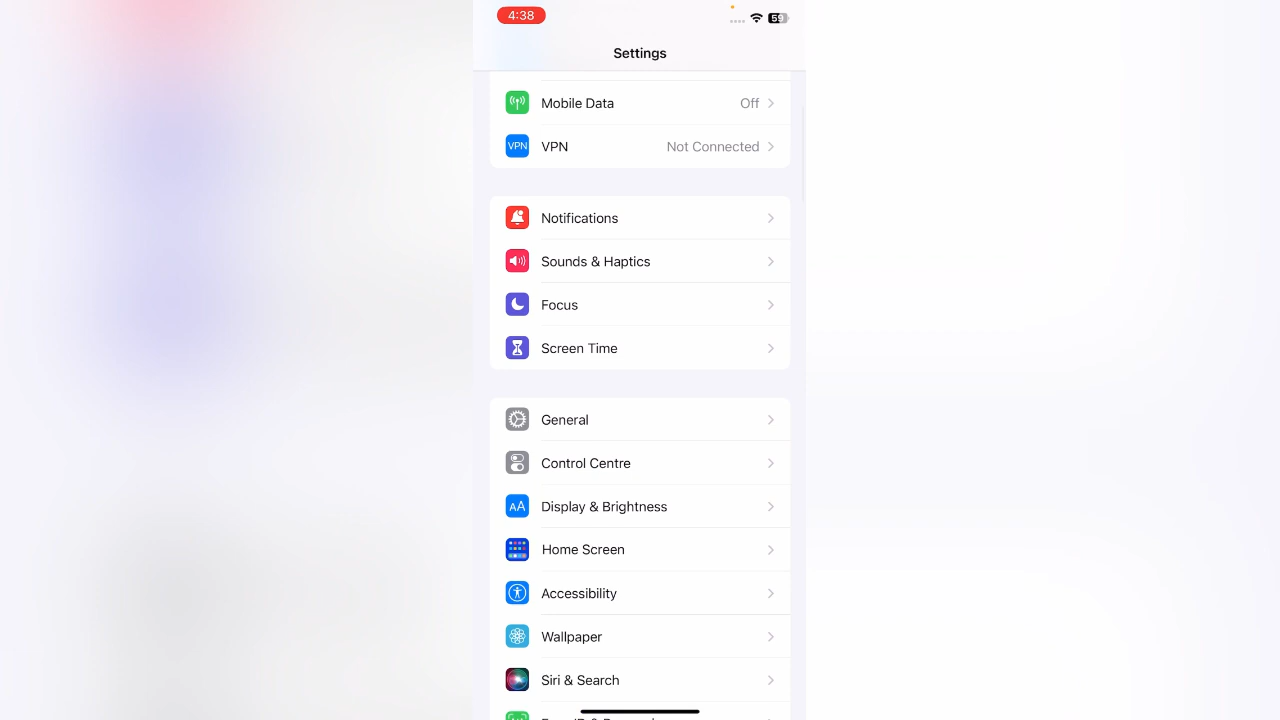 4:38
59
Settings
Mobile Data Off
VPN VPN Not Connected
Notifications
Sounds & Haptics
Focus
Screen Time
General
Control Centre
AA Display & Brightness
Home Screen
Accessibility
Wallpaper
Siri & Search